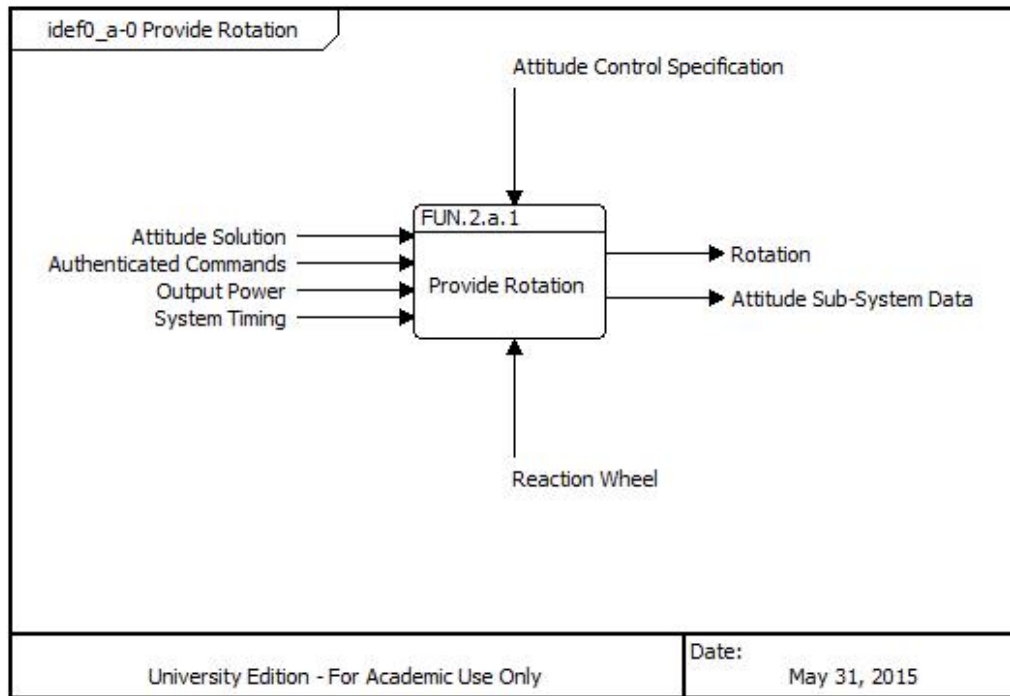 idef0_a-0 Provide Rotation
Attitude Control Specification
FUN.2.a.1
Provide Rotation
Attitude Solution
Authenticated Commands
Output Power
System Timing
Rotation
Attitude Sub-System Data
Reaction Wheel
University Edition - For Academic Use Only
Date:
May 31, 2015